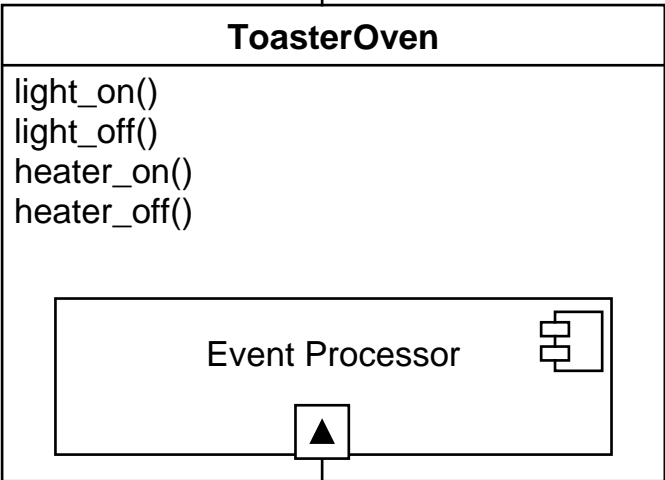 ToasterOven
light_on()
light_off()
heater_on()
heater_off()
Event Processor